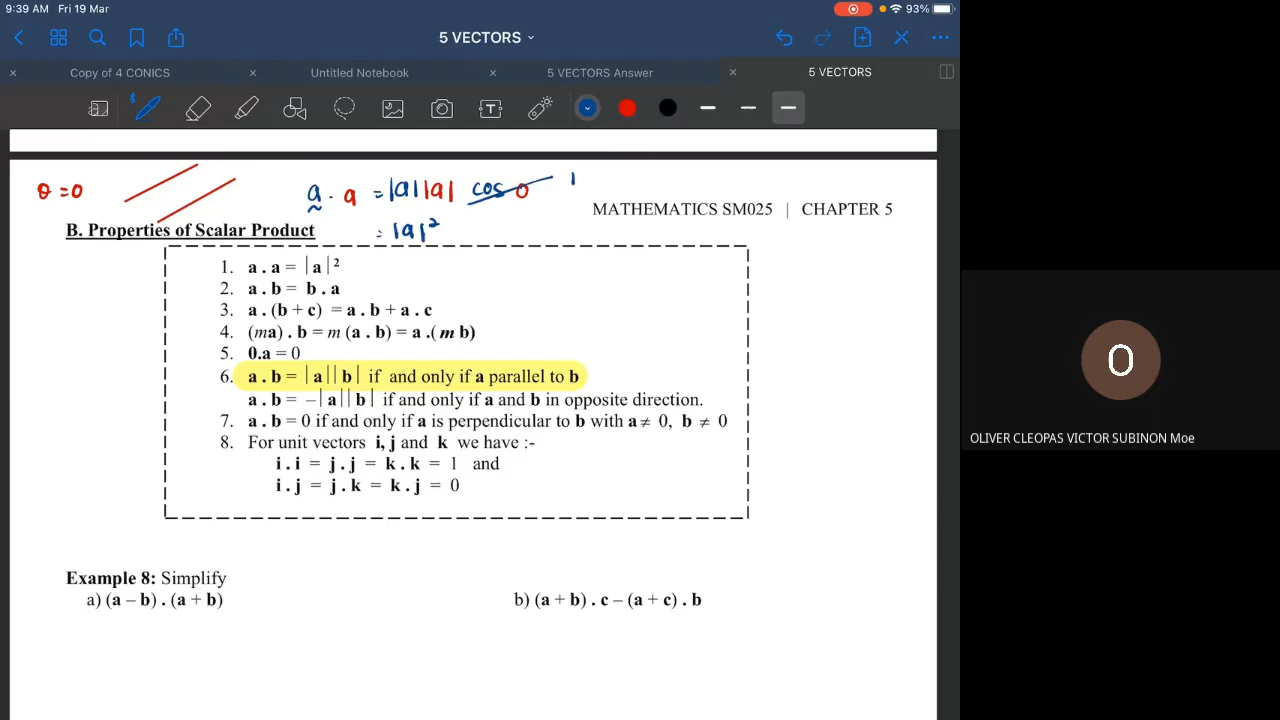 9:39 AM Fri 19 Mar
93%
5 VECTORS
Copy of 4 CONICS
Untitled Notebook
5 VECTORS Answer
5 VECTORS
θ = 0
a . a = |a||a| cos 0 1
= |a|²
MATHEMATICS SM025 | CHAPTER 5
B. Properties of Scalar Product
1. a . a = |a|²
2. a . b = b . a
3. a . (b + c) = a . b + a . c
4. (ma) . b = m (a . b) = a .( m b)
5. 0.a = 0
6. a . b = |a||b| if and only if a parallel to b
a . b = –|a||b| if and only if a and b in opposite direction.
7. a . b = 0 if and only if a is perpendicular to b with a ≠ 0, b ≠ 0
8. For unit vectors i, j and k we have :-
i . i = j . j = k . k = 1 and
i . j = j . k = k . j = 0
Example 8: Simplify
a) (a – b) . (a + b)
b) (a + b) . c – (a + c) . b
O
OLIVER CLEOPAS VICTOR SUBINON Moe